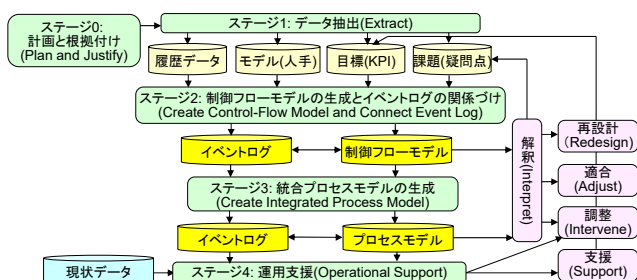 ステージ0:
計画と根拠付け
(Plan and Justify)
ステージ1: データ抽出(Extract)
履歴データ
モデル(人手)
目標(KPI)
課題(疑問点)
ステージ2: 制御フローモデルの生成とイベントログの関係づけ
(Create Control-Flow Model and Connect Event Log)
イベントログ
制御フローモデル
ステージ3: 統合プロセスモデルの生成
(Create Integrated Process Model)
イベントログ
プロセスモデル
現状データ
ステージ4: 運用支援(Operational Support)
解釈(Interpret)
再設計
(Redesign)
適合
(Adjust)
調整
(Intervene)
支援
(Support)